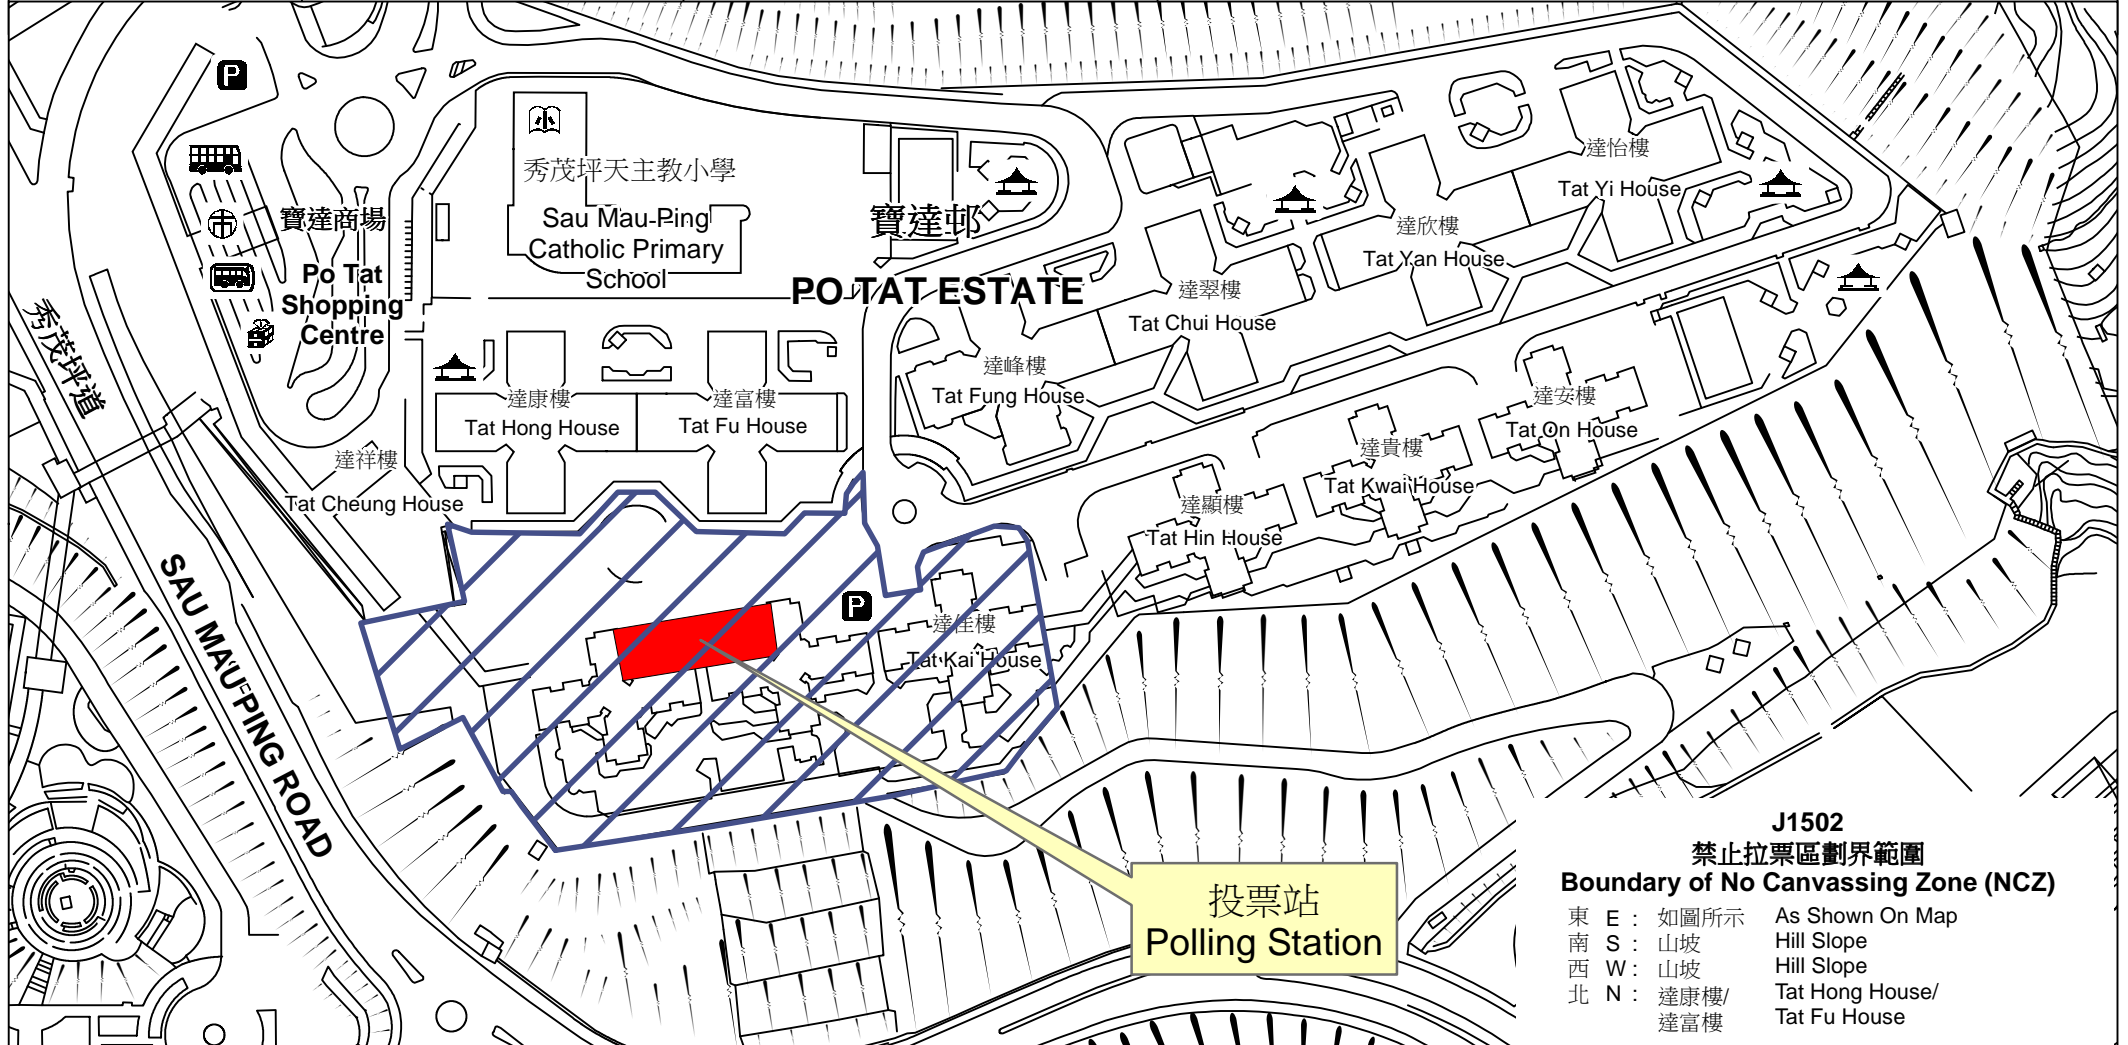 P
秀茂坪天主教小學
Sau Mau-Ping
Catholic Primary
School
寶達商場
Po Tat
Shopping
Centre
市
寶達邨
PO TAT ESTATE
達怡樓
Tat Yi House
達欣樓
Tat Yan House
達翠樓
Tat Chui House
達峰樓
Tat Fung House
達康樓
Tat Hong House
達富樓
Tat Fu House
達安樓
Tat On House
達貴樓
Tat Kwai House
達顯樓
Tat Hin House
達祥樓
Tat Cheung House
秀茂坪道
SAU MAU PING ROAD
P
達佳樓
Tat Kai House
投票站
Polling Station
J1502
禁止拉票區劃界範圍
Boundary of No Canvassing Zone (NCZ)
東 E : 如圖所示 As Shown On Map
南 S : 山坡 Hill Slope
西 W : 山坡 Hill Slope
北 N : 達康樓/ Tat Hong House/
達富樓 Tat Fu House